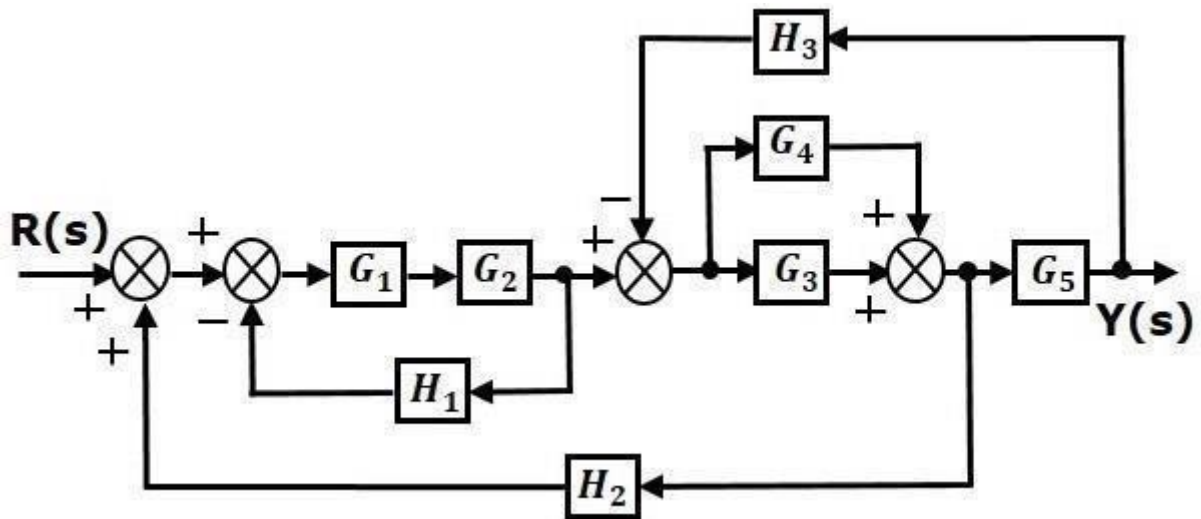 H₃
G₄
R(s)
+
−
+
+
G₁
G₂
G₃
G₅
+
−
+
Y(s)
+
H₁
H₂